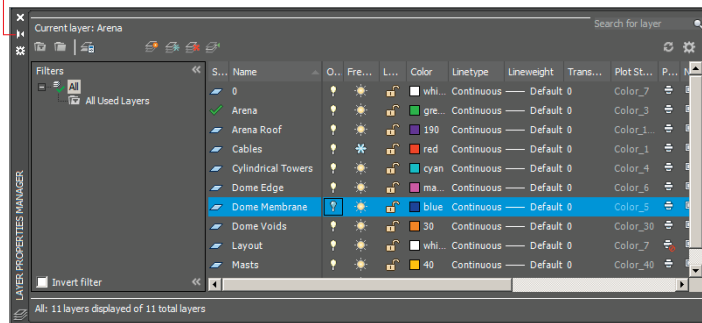 Current layer: Arena
Search for layer
Filters
All
All Used Layers
Invert filter
S... Name O.. Fre... L... Color Linetype Lineweight Trans... Plot St... P...
0 whi... Continuous Default 0 Color_7
Arena gre... Continuous Default 0 Color_3
Arena Roof 190 Continuous Default 0 Color_1...
Cables red Continuous Default 0 Color_1
Cylindrical Towers cyan Continuous Default 0 Color_4
Dome Edge ma... Continuous Default 0 Color_6
Dome Membrane blue Continuous Default 0 Color_5
Dome Voids 30 Continuous Default 0 Color_30
Layout whi... Continuous Default 0 Color_7
Masts 40 Continuous Default 0 Color_40
All: 11 layers displayed of 11 total layers
LAYER PROPERTIES MANAGER